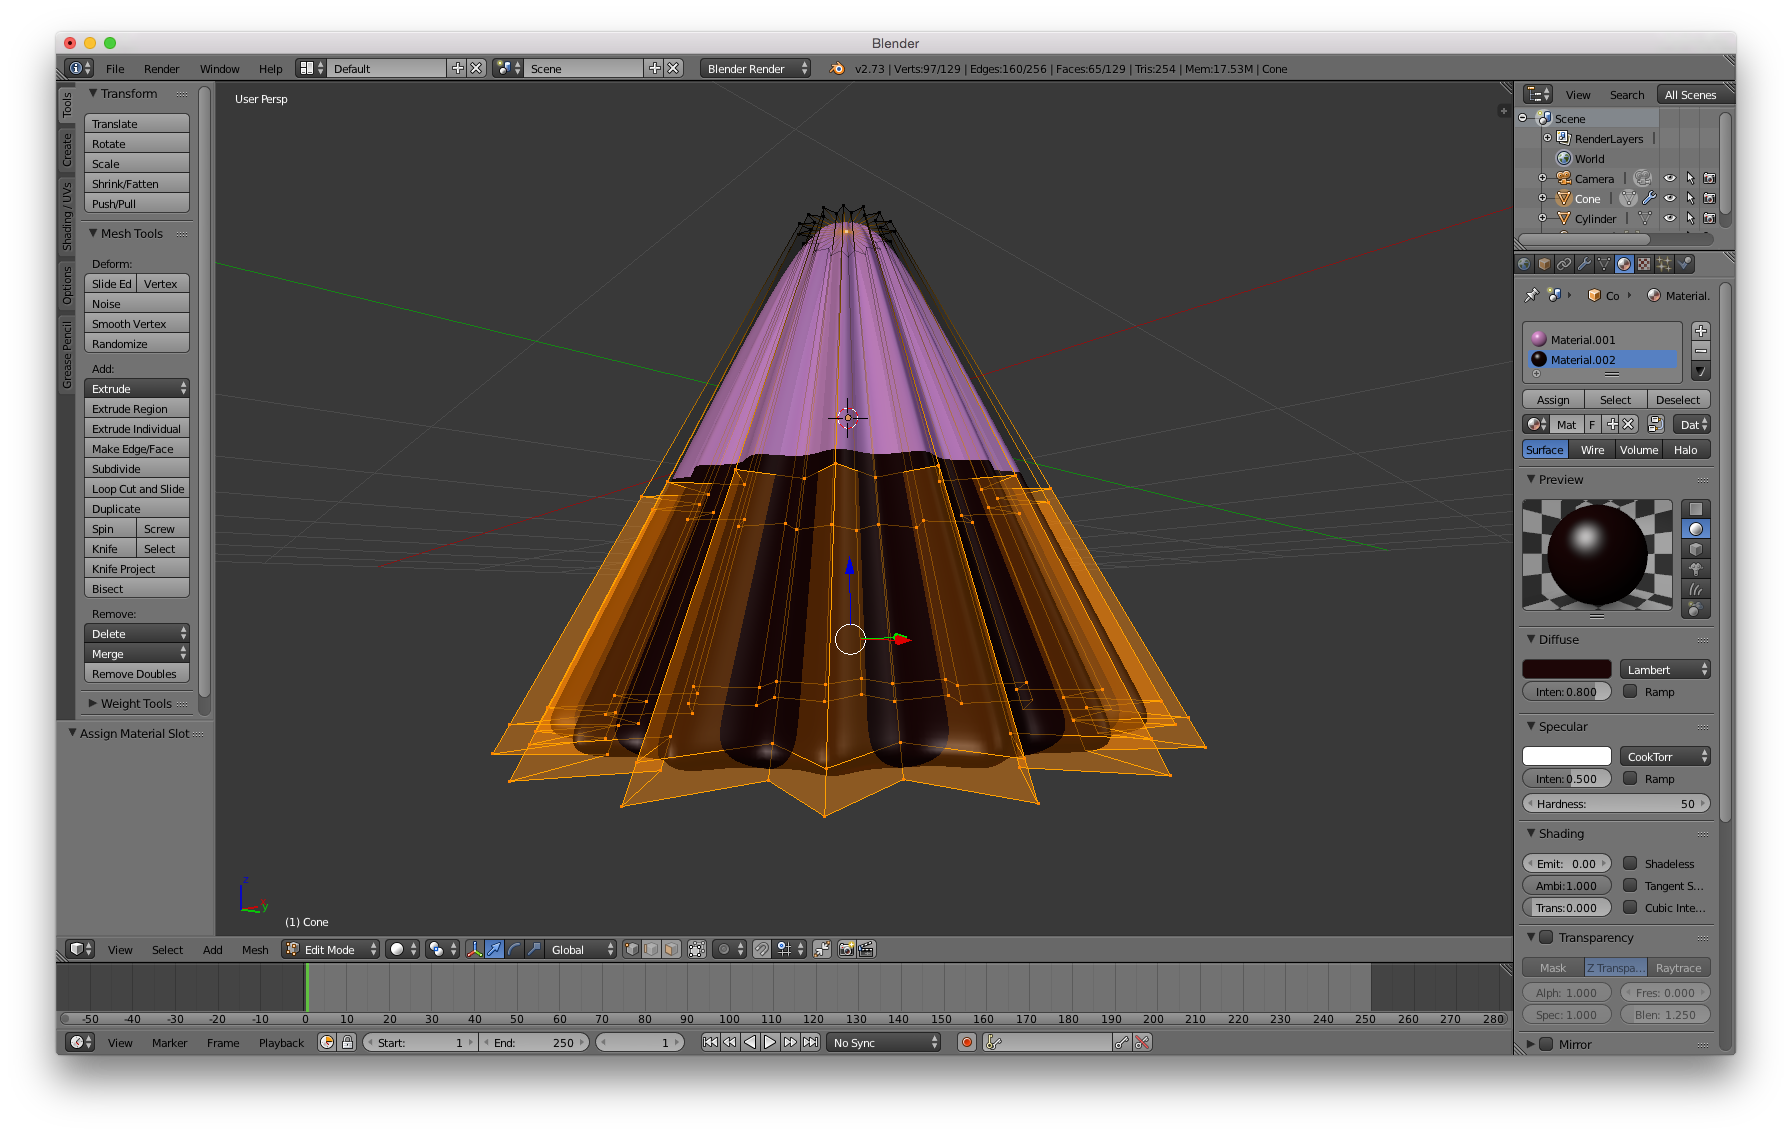 Blender
File Render Window Help Default Scene Blender Render v2.73 | Verts:97/129 | Edges:160/256 | Faces:65/129 | Tris:254 | Mem:17.53M | Cone
Tools
Create
Shading / UVs
Options
Grease Pencil
Transform
Translate
Rotate
Scale
Shrink/Fatten
Push/Pull
Mesh Tools
Deform:
Slide Ed Vertex
Noise
Smooth Vertex
Randomize
Add:
Extrude
Extrude Region
Extrude Individual
Make Edge/Face
Subdivide
Loop Cut and Slide
Duplicate
Spin Screw
Knife Select
Knife Project
Bisect
Remove:
Delete
Merge
Remove Doubles
Weight Tools
Assign Material Slot
User Persp
z
y
(1) Cone
View Search All Scenes
Scene
RenderLayers |
World
Camera |
Cone |
Cylinder |
Co Material.
Material.001
Material.002
Assign Select Deselect
Mat F Dat
Surface Wire Volume Halo
Preview
Diffuse
Lambert
Inten:0.800 Ramp
Specular
CookTorr
Inten:0.500 Ramp
Hardness: 50
Shading
Emit: 0.00 Shadeless
Ambi:1.000 Tangent S...
Trans:0.000 Cubic Inte...
Transparency
Mask Z Transpa... Raytrace
Alph: 1.000 Fres: 0.000
Spec: 1.000 Blen: 1.250
Mirror
View Select Add Mesh Edit Mode Global
-50 -40 -30 -20 -10 0 10 20 30 40 50 60 70 80 90 100 110 120 130 140 150 160 170 180 190 200 210 220 230 240 250 260 270 280
View Marker Frame Playback Start: 1 End: 250 1 No Sync